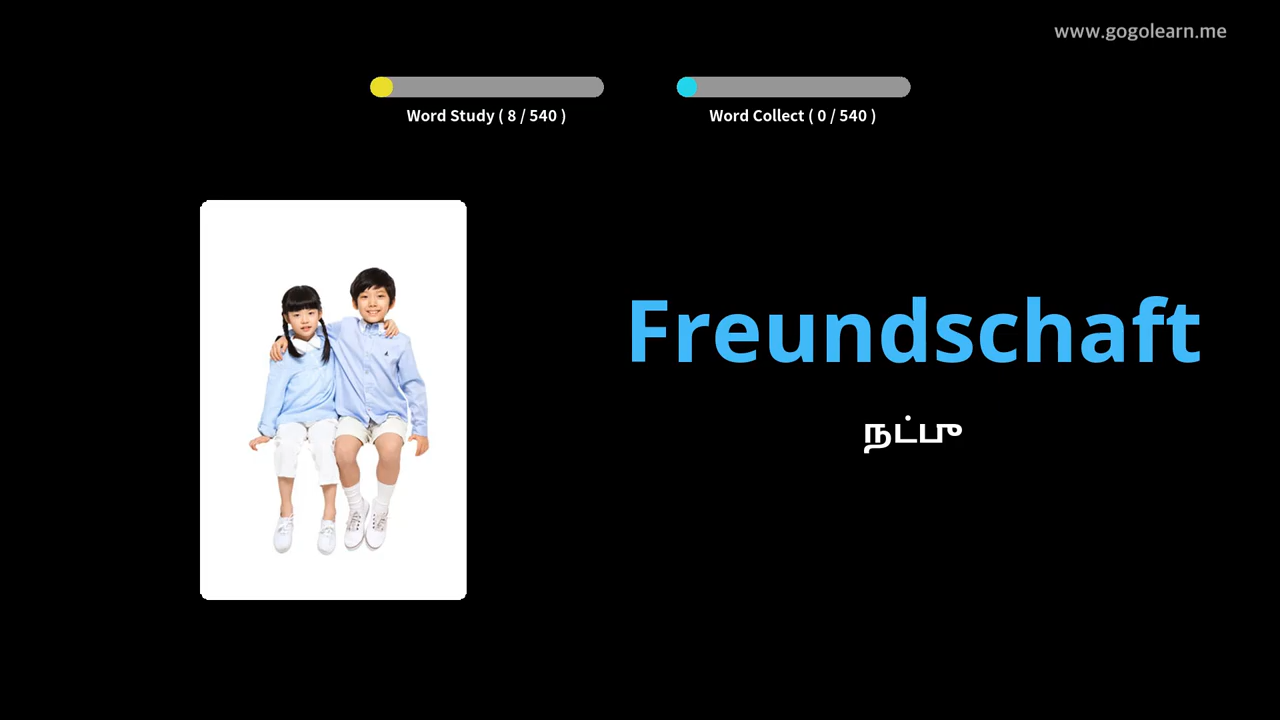 www.gogolearn.me
Word Study ( 8 / 540 )
Word Collect ( 0 / 540 )
Freundschaft
நட்பு